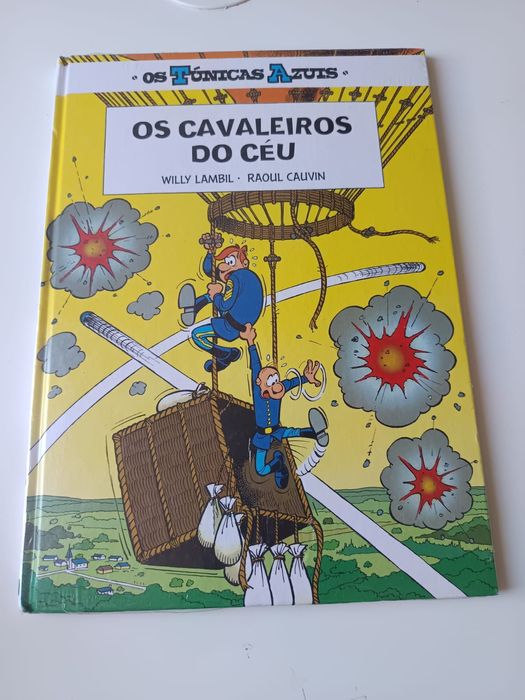 OS TÚNICAS AZUIS
OS CAVALEIROS
DO CÉU
WILLY LAMBIL · RAOUL CAUVIN